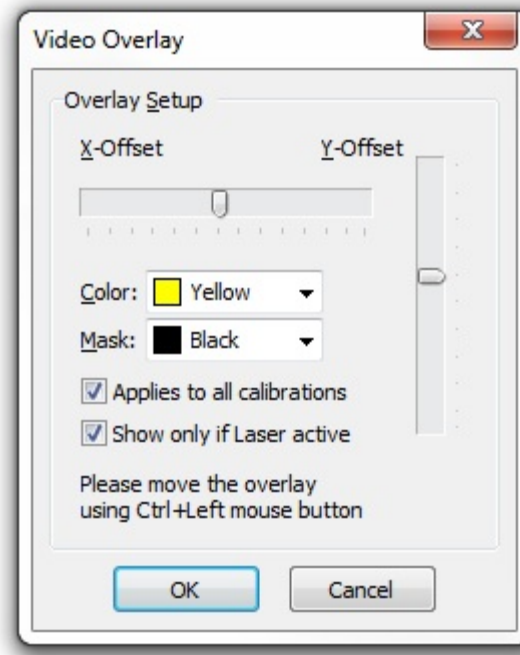 Video Overlay
Overlay Setup
X-Offset
Y-Offset
Color: Yellow
Mask: Black
Applies to all calibrations
Show only if Laser active
Please move the overlay
using Ctrl+Left mouse button
OK
Cancel